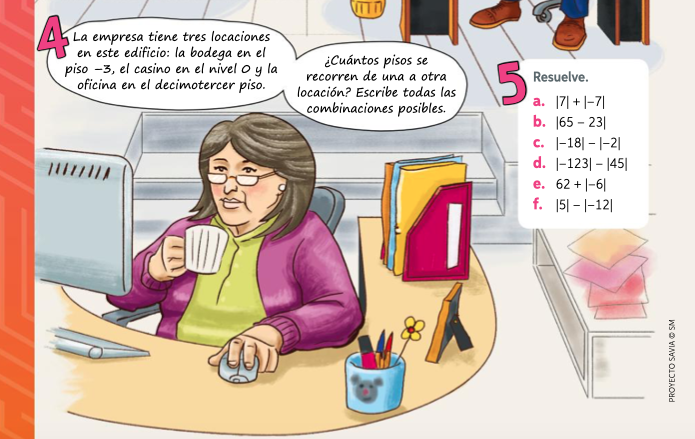 4
La empresa tiene tres locaciones
en este edificio: la bodega en el
piso –3, el casino en el nivel 0 y la
oficina en el decimotercer piso.
¿Cuántos pisos se
recorren de una a otra
locación? Escribe todas las
combinaciones posibles.
5
Resuelve.
a. |7| + |–7|
b. |65 – 23|
c. |–18| – |–2|
d. |–123| – |45|
e. 62 + |–6|
f. |5| – |–12|
PROYECTO SAVIA © SM